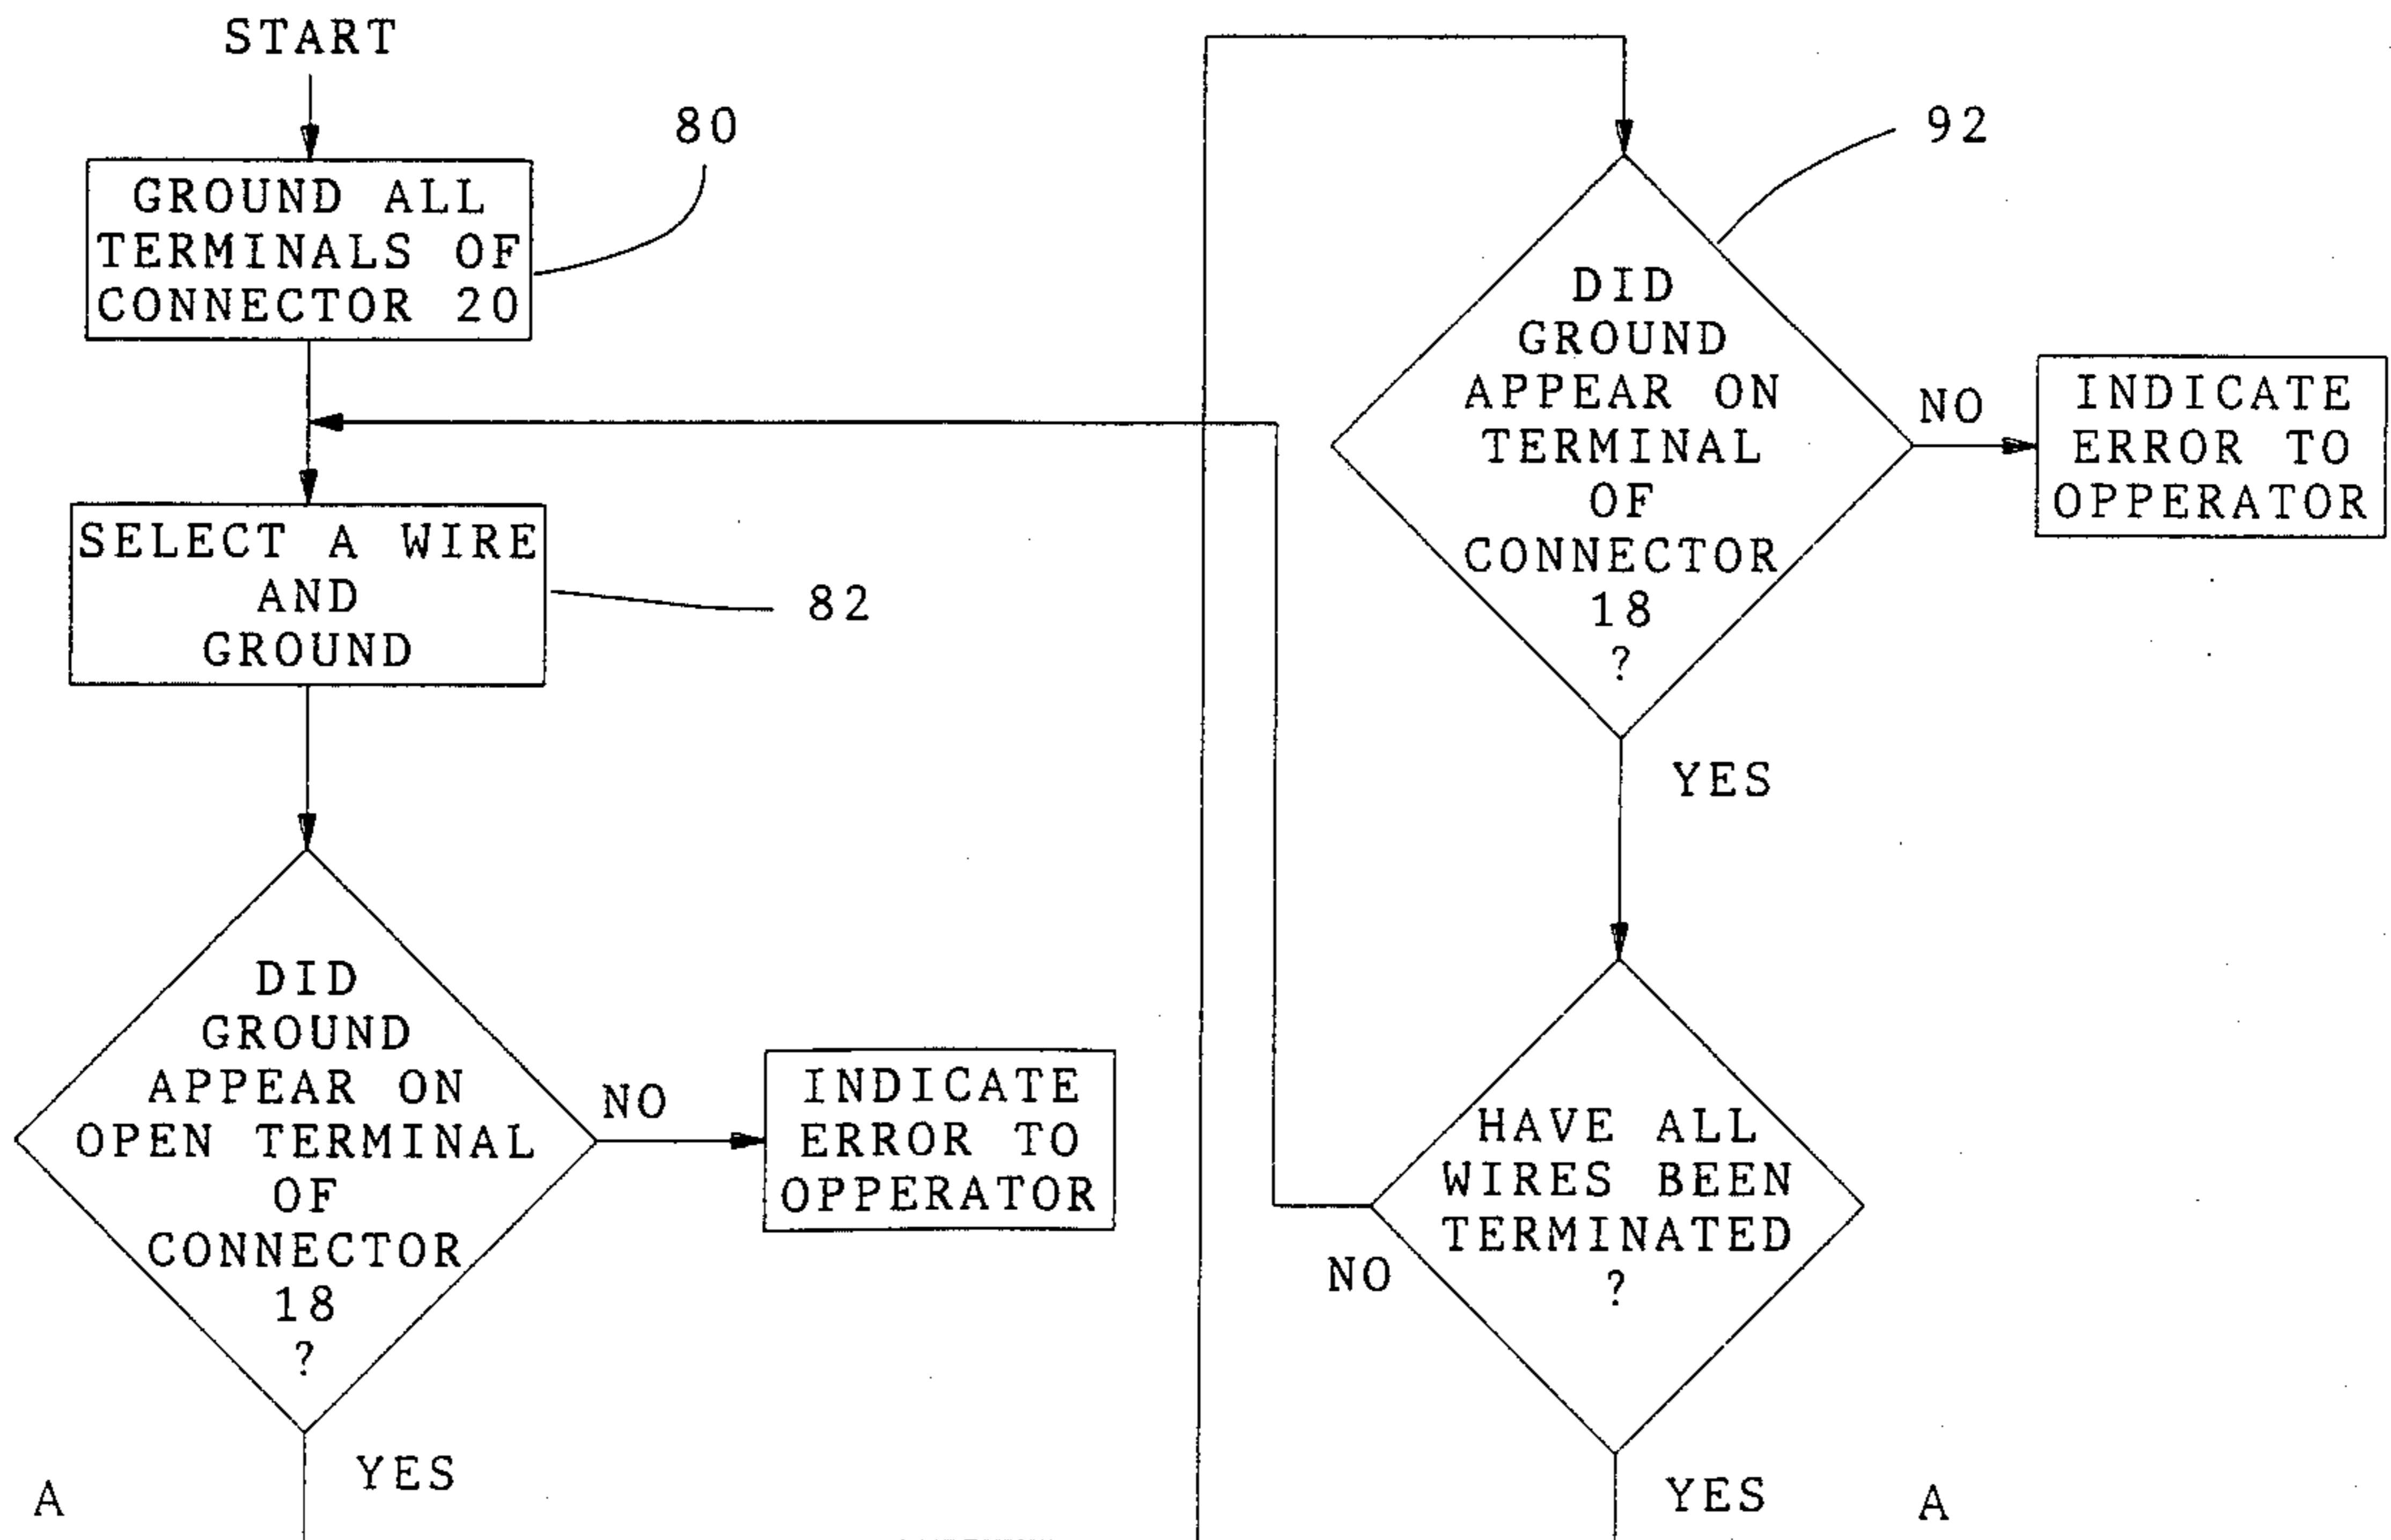 START
80
GROUND ALL
TERMINALS OF
CONNECTOR 20
SELECT A WIRE
AND
GROUND
82
DID
GROUND
APPEAR ON
OPEN TERMINAL
OF
CONNECTOR
18
?
NO
INDICATE
ERROR TO
OPPERATOR
YES
A
92
DID
GROUND
APPEAR ON
TERMINAL
OF
CONNECTOR
18
?
NO
INDICATE
ERROR TO
OPPERATOR
YES
HAVE ALL
WIRES BEEN
TERMINATED
?
NO
YES
A